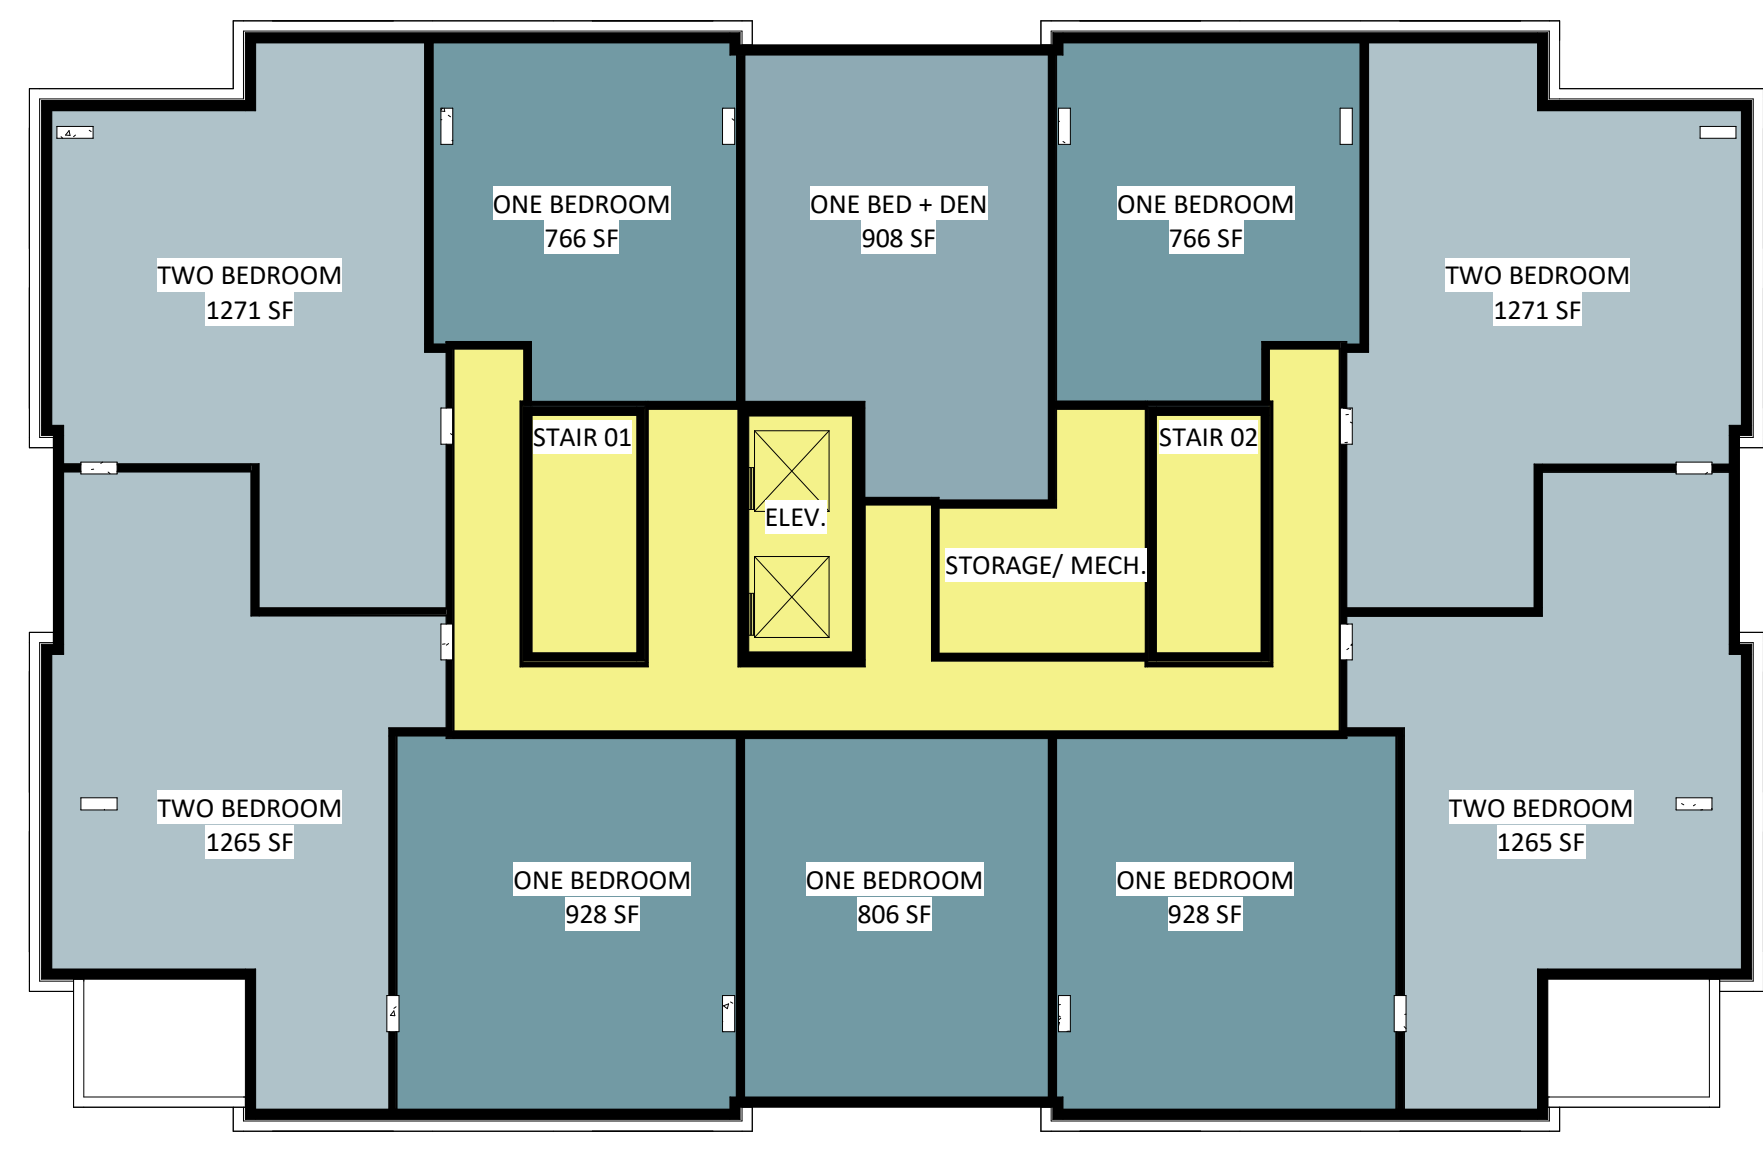 ONE BEDROOM
766 SF
ONE BED + DEN
908 SF
ONE BEDROOM
766 SF
TWO BEDROOM
1271 SF
TWO BEDROOM
1271 SF
STAIR 01
STAIR 02
ELEV.
STORAGE/ MECH.
TWO BEDROOM
1265 SF
TWO BEDROOM
1265 SF
ONE BEDROOM
928 SF
ONE BEDROOM
806 SF
ONE BEDROOM
928 SF